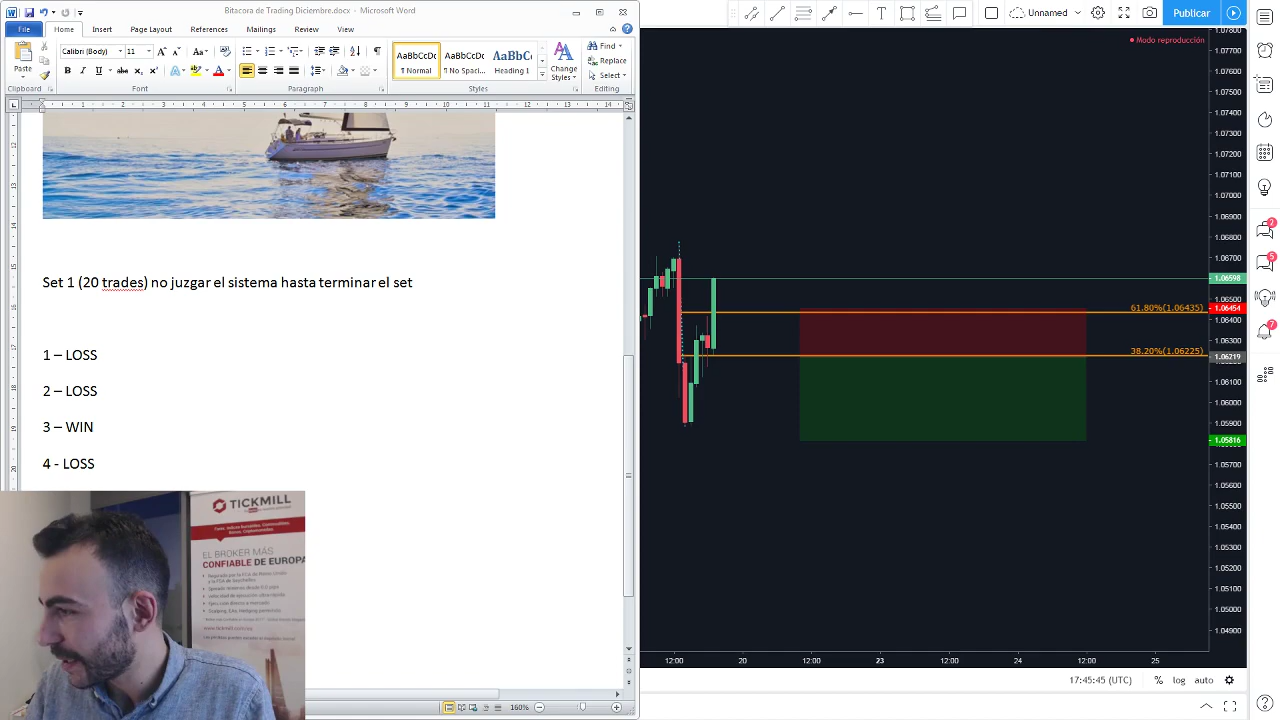 Bitacora de Trading Diciembre.docx - Microsoft Word
File Home Insert Page Layout References Mailings Review View
Calibri (Body) 11
Paste
Clipboard Font Paragraph Styles Editing
AaBbCcDc AaBbCcDc AaBbC
¶ Normal ¶ No Spaci... Heading 1
Change Styles
Find
Replace
Select
Set 1 (20 trades) no juzgar el sistema hasta terminar el set
1 – LOSS
2 – LOSS
3 – WIN
4 - LOSS
TICKMILL
EL BROKER MÁS
CONFIABLE DE EUROPA
160%
Unnamed
Publicar
Modo reproducción
1.07800
1.07700
1.07600
1.07500
1.07400
1.07300
1.07200
1.07100
1.07000
1.06900
1.06800
1.06700
1.06598
1.06500
61.80%(1.06435)
1.06454
1.06400
1.06300
38.20%(1.06225)
1.06219
1.06100
1.06000
1.05900
1.05816
1.05700
1.05600
1.05500
1.05400
1.05300
1.05200
1.05100
1.05000
1.04900
12:00 20 12:00 23 12:00 24 12:00 25
17:45:45 (UTC) % log auto